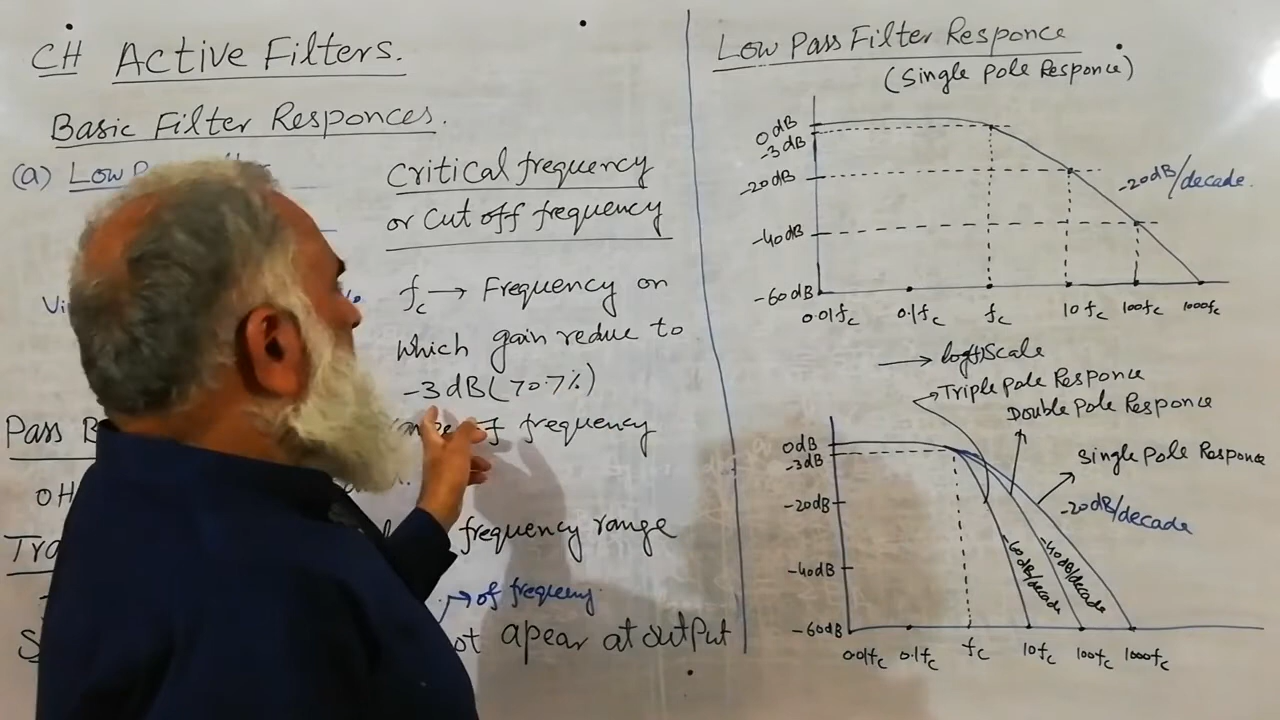 CH Active Filters.
Basic Filter Responces.
(a) Low
Critical frequency
or cut off frequency
fc → Frequency on
which gain redue to
-3 dB (70.7%)
of frequency
Pass
frequency range
of frequeny
apear at output
Low Pass Filter Responce
(Single Pole Responce)
0dB
-3dB
-20dB
-40dB
-60dB
-20dB/decade.
0.01fc 0.1fc fc 10fc 100fc 1000fc
→ log(f) Scale
Triple Pole Responce
Double Pole Responce
Single Pole Responce
-20dB/decade
0dB
-3dB
-20dB
-40dB
-60dB
-60dB/decade
-40dB/decade
0.01fc 0.1fc fc 10fc 100fc 1000fc